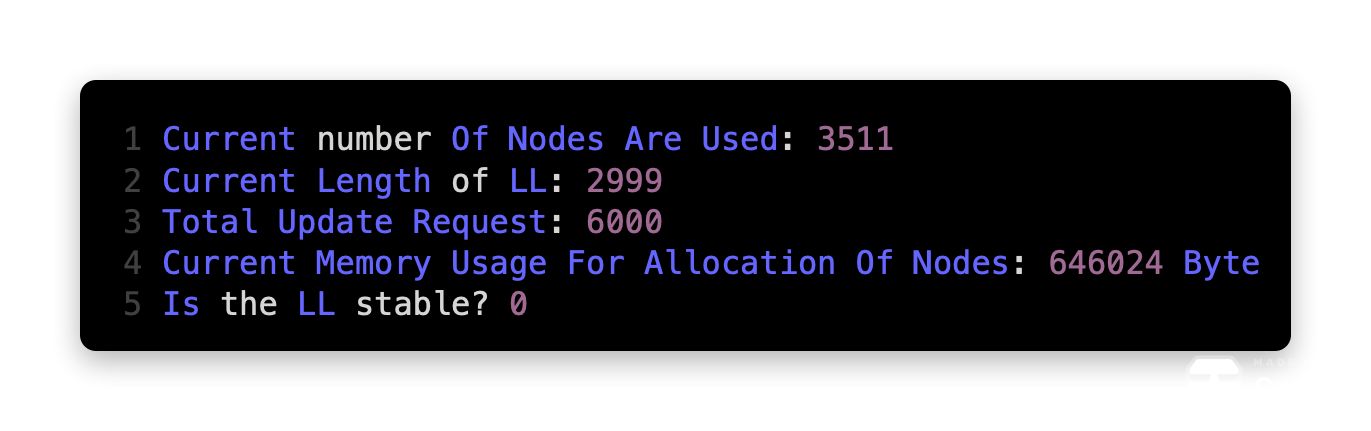 1 Current number Of Nodes Are Used: 3511
2 Current Length of LL: 2999
3 Total Update Request: 6000
4 Current Memory Usage For Allocation Of Nodes: 646024 Byte
5 Is the LL stable? 0